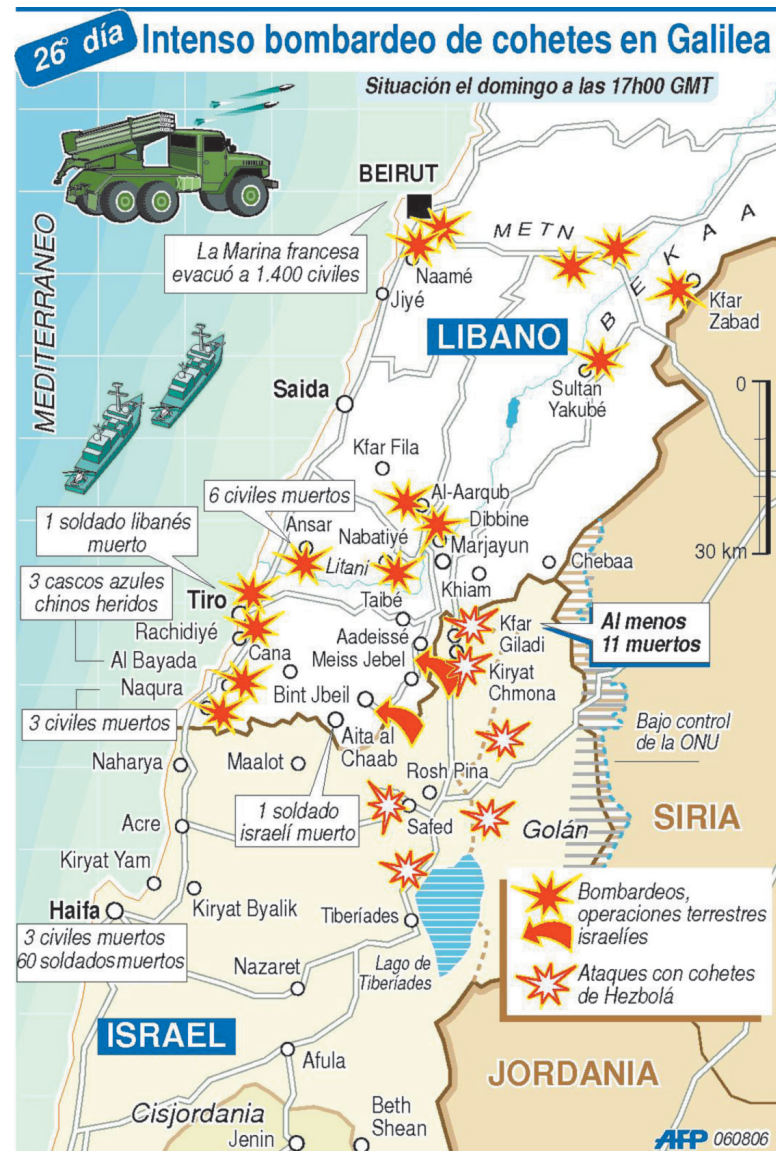 26° día
Intenso bombardeo de cohetes en Galilea
Situación el domingo a las 17h00 GMT
MEDITERRANEO
BEIRUT
METN
BEKAA
La Marina francesa
evacuó a 1.400 civiles
Naamé
Jiyé
Kfar
Zabad
LIBANO
Sultan
Yakubé
0
30 km
Saida
Kfar Fila
6 civiles muertos
Al-Aarqub
Dibbine
1 soldado libanés
muerto
Ansar
Nabatiyé
Marjayun
Litani
Chebaa
3 cascos azules
chinos heridos
Tiro
Taibé
Khiam
Rachidiyé
Aadeissé
Kfar
Giladi
Al menos
11 muertos
Al Bayada
Cana
Meiss Jebel
Kiryat
Chmona
Naqura
Bint Jbeil
3 civiles muertos
Bajo control
de la ONU
Aita al
Chaab
Naharya
Maalot
Rosh Pina
1 soldado
israelí muerto
Acre
Safed
Golán
SIRIA
Kiryat Yam
Haifa
Kiryat Byalik
Tiberíades
3 civiles muertos
60 soldados muertos
Nazaret
Lago de
Tiberíades
Bombardeos,
operaciones terrestres
israelíes
Ataques con cohetes
de Hezbolá
ISRAEL
Afula
JORDANIA
Cisjordania
Beth
Shean
Jenin
AFP 060806